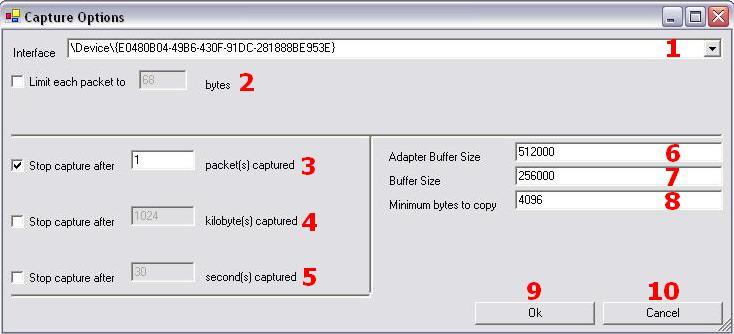 Capture Options
Interface \Device\{E0480B04-49B6-430F-91DC-281888BE953E} 1
Limit each packet to 68 bytes 2
Stop capture after 1 packet(s) captured 3
Adapter Buffer Size 512000 6
Buffer Size 256000 7
Minimum bytes to copy 4096 8
Stop capture after 1024 kilobyte(s) captured 4
Stop capture after 30 second(s) captured 5
9 10
Ok Cancel